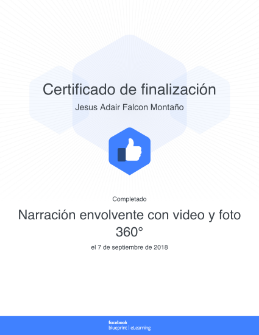 Certificado de finalización
Jesus Adair Falcon Montaño
Completado
Narración envolvente con video y foto
360°
el 7 de septiembre de 2018
facebook
blueprint | eLearning